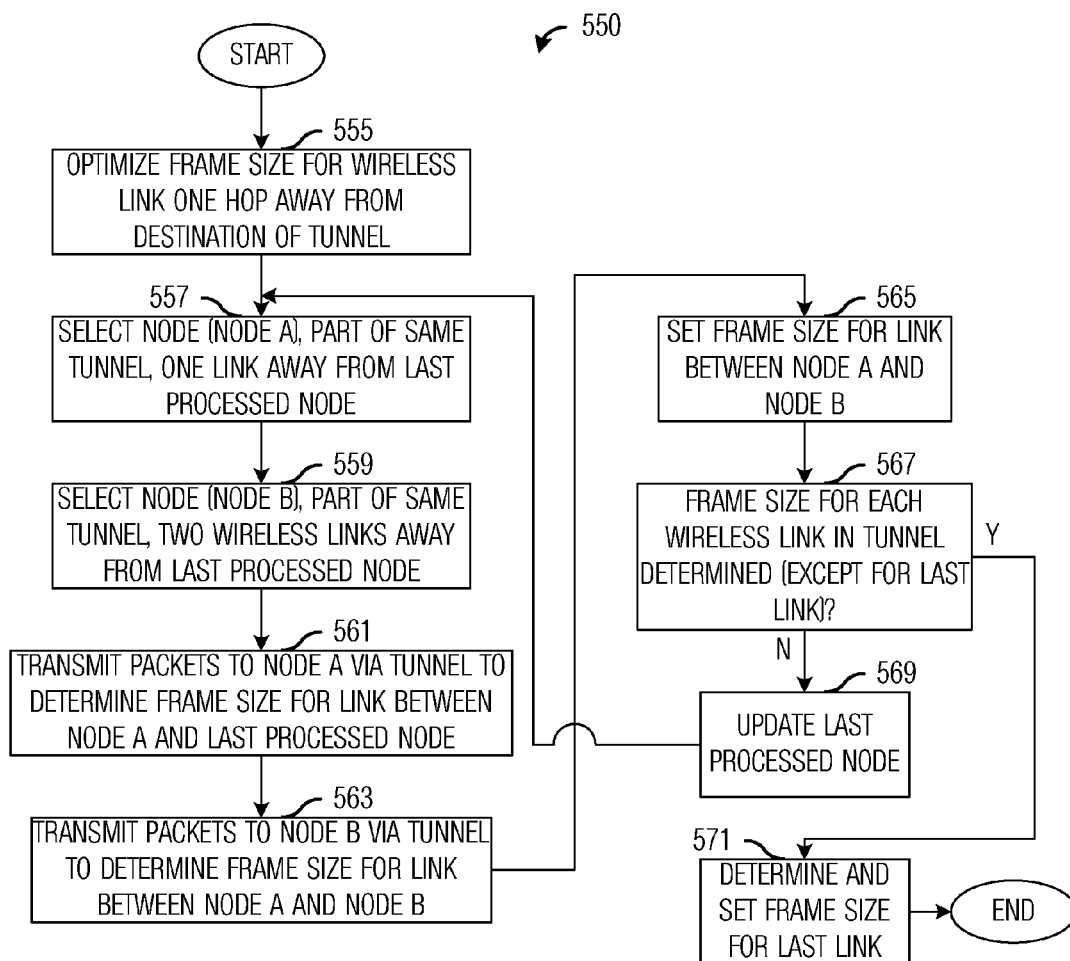 550
START
555
OPTIMIZE FRAME SIZE FOR WIRELESS
LINK ONE HOP AWAY FROM
DESTINATION OF TUNNEL
557
SELECT NODE (NODE A), PART OF SAME
TUNNEL, ONE LINK AWAY FROM LAST
PROCESSED NODE
559
SELECT NODE (NODE B), PART OF SAME
TUNNEL, TWO WIRELESS LINKS AWAY
FROM LAST PROCESSED NODE
561
TRANSMIT PACKETS TO NODE A VIA TUNNEL TO
DETERMINE FRAME SIZE FOR LINK BETWEEN
NODE A AND LAST PROCESSED NODE
563
TRANSMIT PACKETS TO NODE B VIA TUNNEL
TO DETERMINE FRAME SIZE FOR LINK
BETWEEN NODE A AND NODE B
565
SET FRAME SIZE FOR LINK
BETWEEN NODE A AND
NODE B
567
FRAME SIZE FOR EACH
WIRELESS LINK IN TUNNEL
DETERMINED (EXCEPT FOR LAST
LINK)?
Y
N
569
UPDATE LAST
PROCESSED NODE
571
DETERMINE AND
SET FRAME SIZE
FOR LAST LINK
END